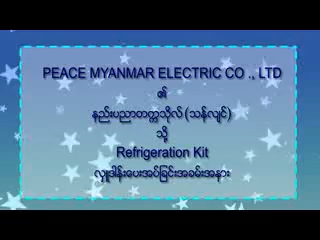 PEACE MYANMAR ELECTRIC CO ., LTD
၏
နည်းပညာတက္ကသိုလ် (သန်လျင်)
သို့
Refrigeration Kit
လှူဒါန်းပေးအပ်ခြင်းအခမ်းအနား